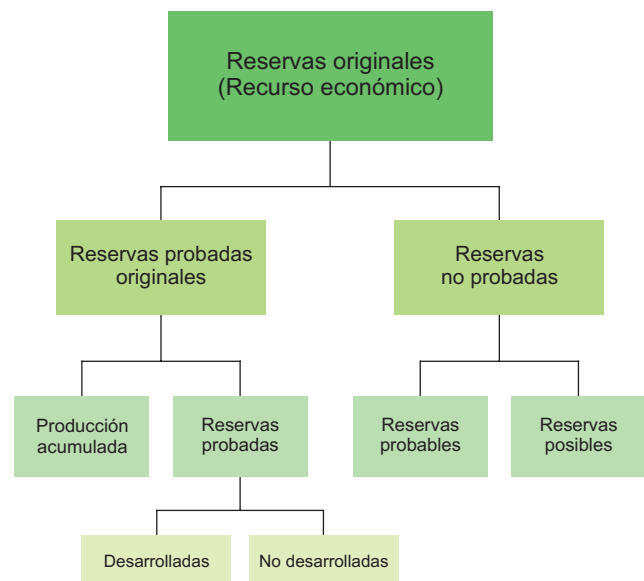 Reservas originales
(Recurso económico)
Reservas probadas
originales
Reservas
no probadas
Producción
acumulada
Reservas
probadas
Reservas
probables
Reservas
posibles
Desarrolladas
No desarrolladas